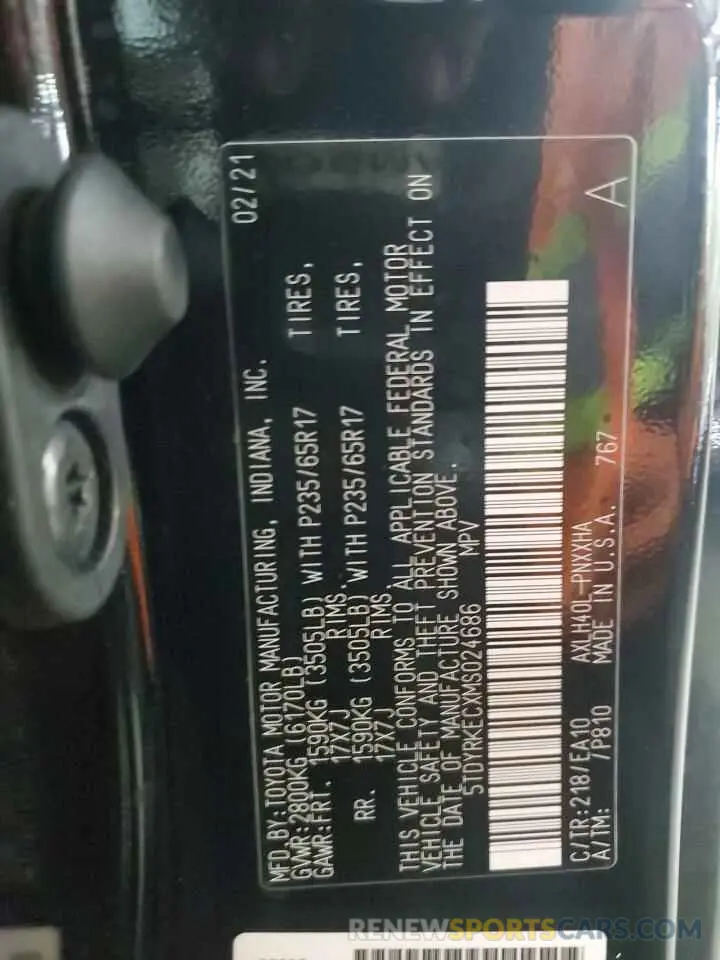 MFD.BY:TOYOTA MOTOR MANUFACTURING, INDIANA, INC. 02/21
GVWR:2800KG (6170LB)
GAWR:FRT. 1590KG (3505LB) WITH P235/65R17 TIRES,
17X7J RIMS.
RR. 1590KG (3505LB) WITH P235/65R17 TIRES,
17X7J RIMS.
THIS VEHICLE CONFORMS TO ALL APPLICABLE FEDERAL MOTOR
VEHICLE SAFETY AND THEFT PREVENTION STANDARDS IN EFFECT ON
THE DATE OF MANUFACTURE SHOWN ABOVE.
5TDYRKECXMS024686 MPV
C/TR:218/EA10 AXLH40L-PNXXHA
A/TM: /P810 MADE IN U.S.A. 767 A
RENEWSPORTSCARS.COM